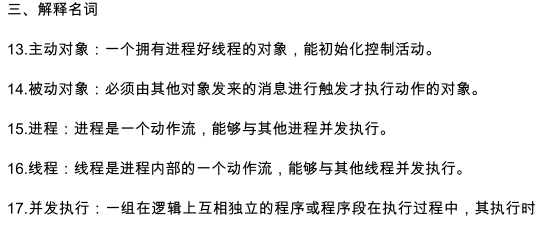 三、解释名词
13.主动对象：一个拥有进程好线程的对象，能初始化控制活动。
14.被动对象：必须由其他对象发来的消息进行触发才执行动作的对象。
15.进程：进程是一个动作流，能够与其他进程并发执行。
16.线程：线程是进程内部的一个动作流，能够与其他线程并发执行。
17.并发执行：一组在逻辑上互相独立的程序或程序段在执行过程中，其执行时